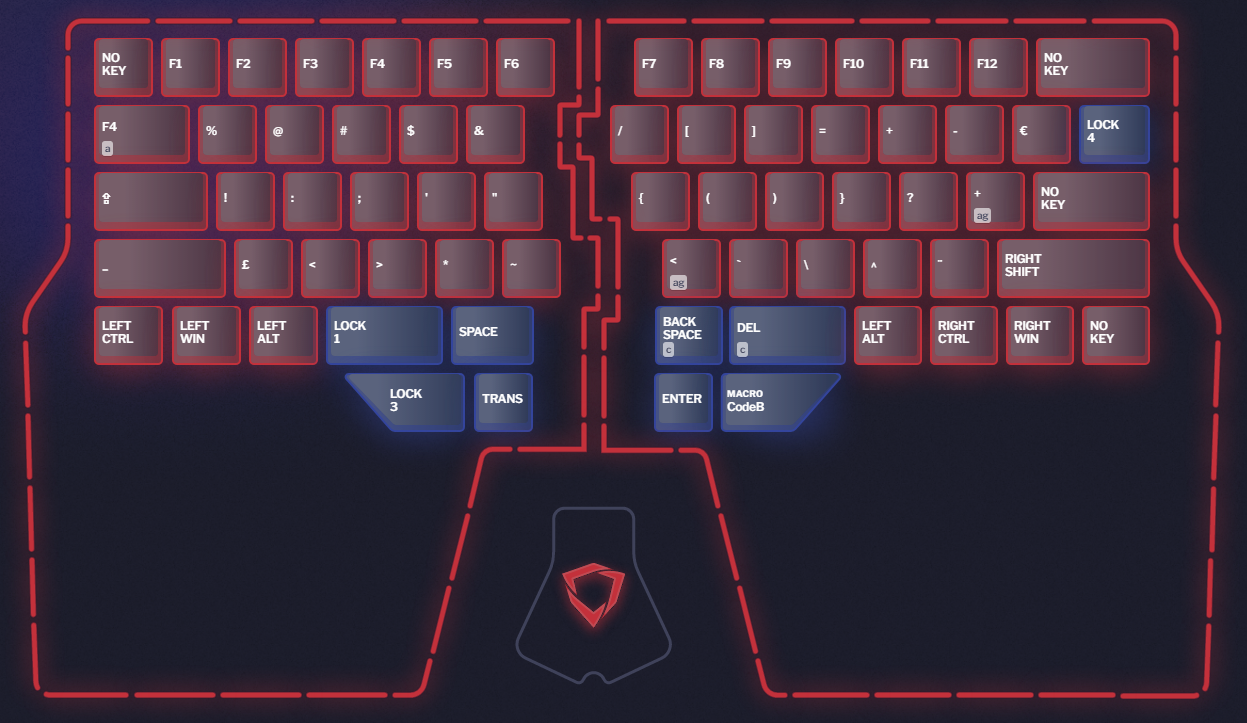 NO KEY F1 F2 F3 F4 F5 F6 F7 F8 F9 F10 F11 F12 NO KEY
F4 a % @ # $ & / [ ] = + - € LOCK 4
⇪ ! : ; ' " { ( ) } ? + ag NO KEY
_ £ < > * ~ < ag ` \ ^ ¨ RIGHT SHIFT
LEFT CTRL LEFT WIN LEFT ALT LOCK 1 SPACE BACK SPACE c DEL c LEFT ALT RIGHT CTRL RIGHT WIN NO KEY
LOCK 3 TRANS ENTER MACRO CodeB